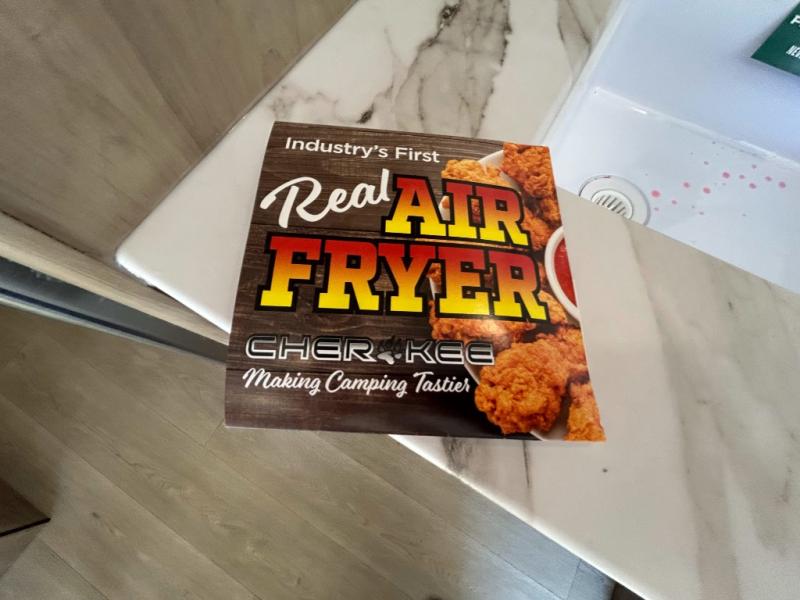 Industry's First
Real AIR
FRYER
CHEROKEE
Making Camping Tastier